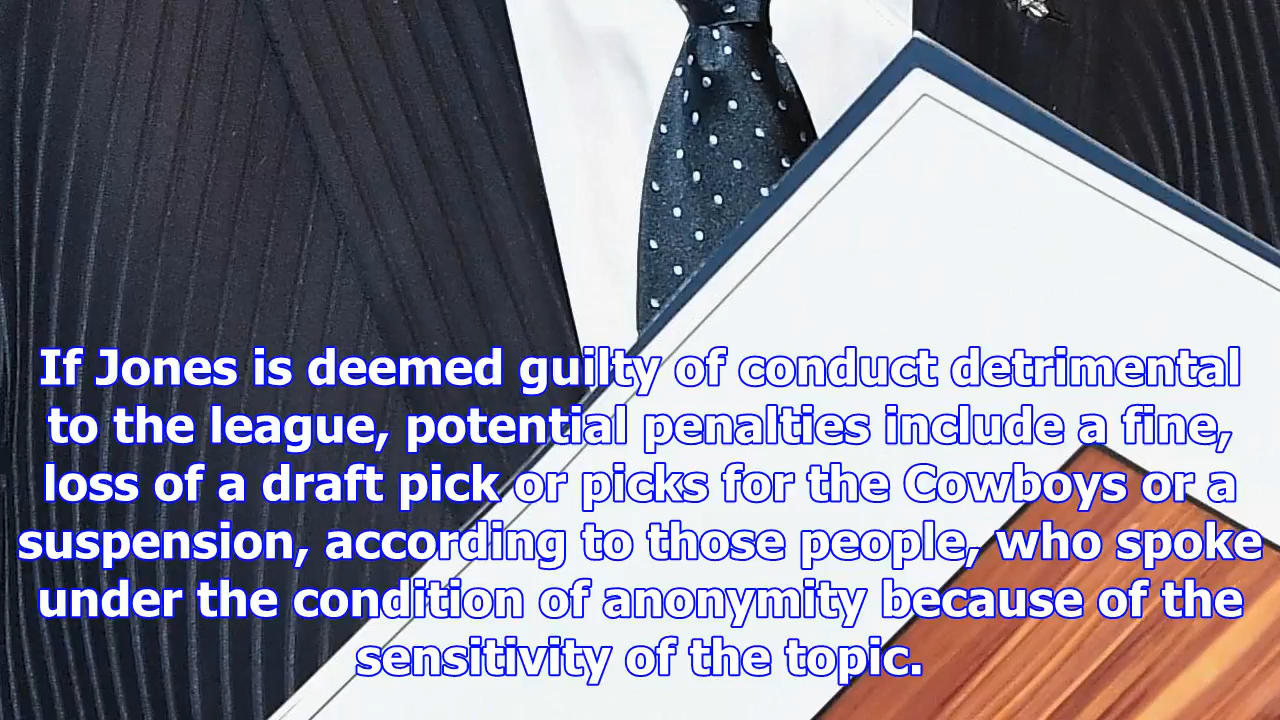 If Jones is deemed guilty of conduct detrimental
to the league, potential penalties include a fine,
loss of a draft pick or picks for the Cowboys or a
suspension, according to those people, who spoke
under the condition of anonymity because of the
sensitivity of the topic.